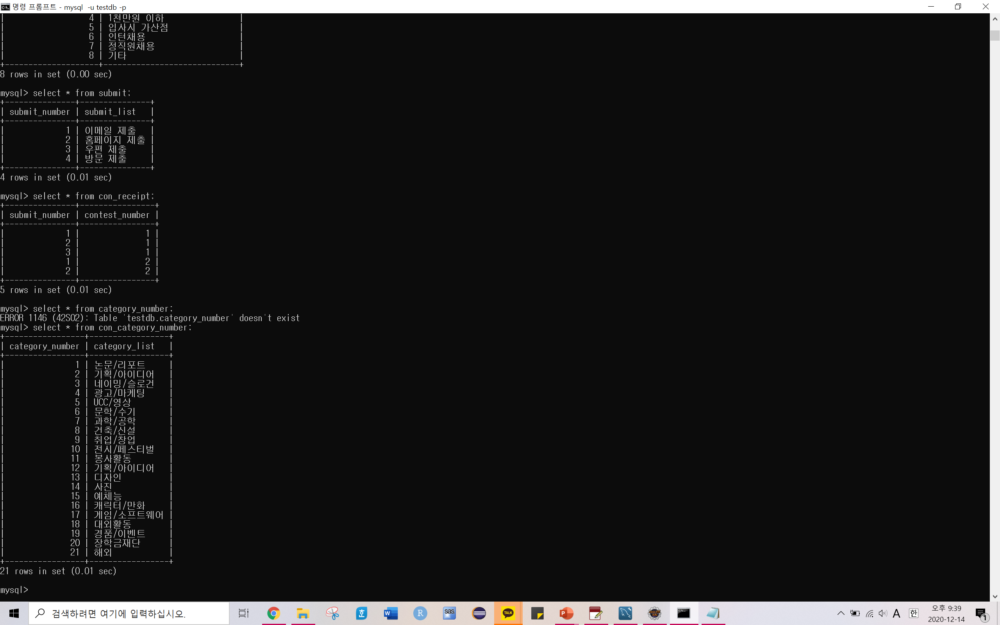 명령 프롬프트 - mysql  -u testdb -p
|                  4 | 1천만원 이하                |
|                  5 | 입사시 가산점               |
|                  6 | 인턴채용                    |
|                  7 | 정직원채용                  |
|                  8 | 기타                        |
+--------------------+-----------------------------+
8 rows in set (0.00 sec)
mysql> select * from submit;
+---------------+---------------+
| submit_number | submit_list   |
+---------------+---------------+
|             1 | 이메일 제출   |
|             2 | 홈페이지 제출 |
|             3 | 우편 제출     |
|             4 | 방문 제출     |
+---------------+---------------+
4 rows in set (0.01 sec)
mysql> select * from con_receipt;
+---------------+----------------+
| submit_number | contest_number |
+---------------+----------------+
|             1 |              1 |
|             2 |              1 |
|             3 |              1 |
|             1 |              2 |
|             2 |              2 |
+---------------+----------------+
5 rows in set (0.01 sec)
mysql> select * from category_number;
ERROR 1146 (42S02): Table 'testdb.category_number' doesn't exist
mysql> select * from con_category_number;
+-----------------+-----------------+
| category_number | category_list   |
+-----------------+-----------------+
|               1 | 논문/리포트     |
|               2 | 기획/아이디어   |
|               3 | 네이밍/슬로건   |
|               4 | 광고/마케팅     |
|               5 | UCC/영상        |
|               6 | 문학/수기       |
|               7 | 과학/공학       |
|               8 | 건축/신설       |
|               9 | 취업/창업       |
|              10 | 전시/페스티벌   |
|              11 | 봉사활동        |
|              12 | 기획/아이디어   |
|              13 | 디자인          |
|              14 | 사진            |
|              15 | 예체능          |
|              16 | 캐릭터/만화     |
|              17 | 게임/소프트웨어 |
|              18 | 대외활동        |
|              19 | 경품/이벤트     |
|              20 | 장학금재단      |
|              21 | 해외            |
+-----------------+-----------------+
21 rows in set (0.01 sec)
mysql>
검색하려면 여기에 입력하십시오.
R
sas
TALK
A
한
오후 9:39
2020-12-14
1